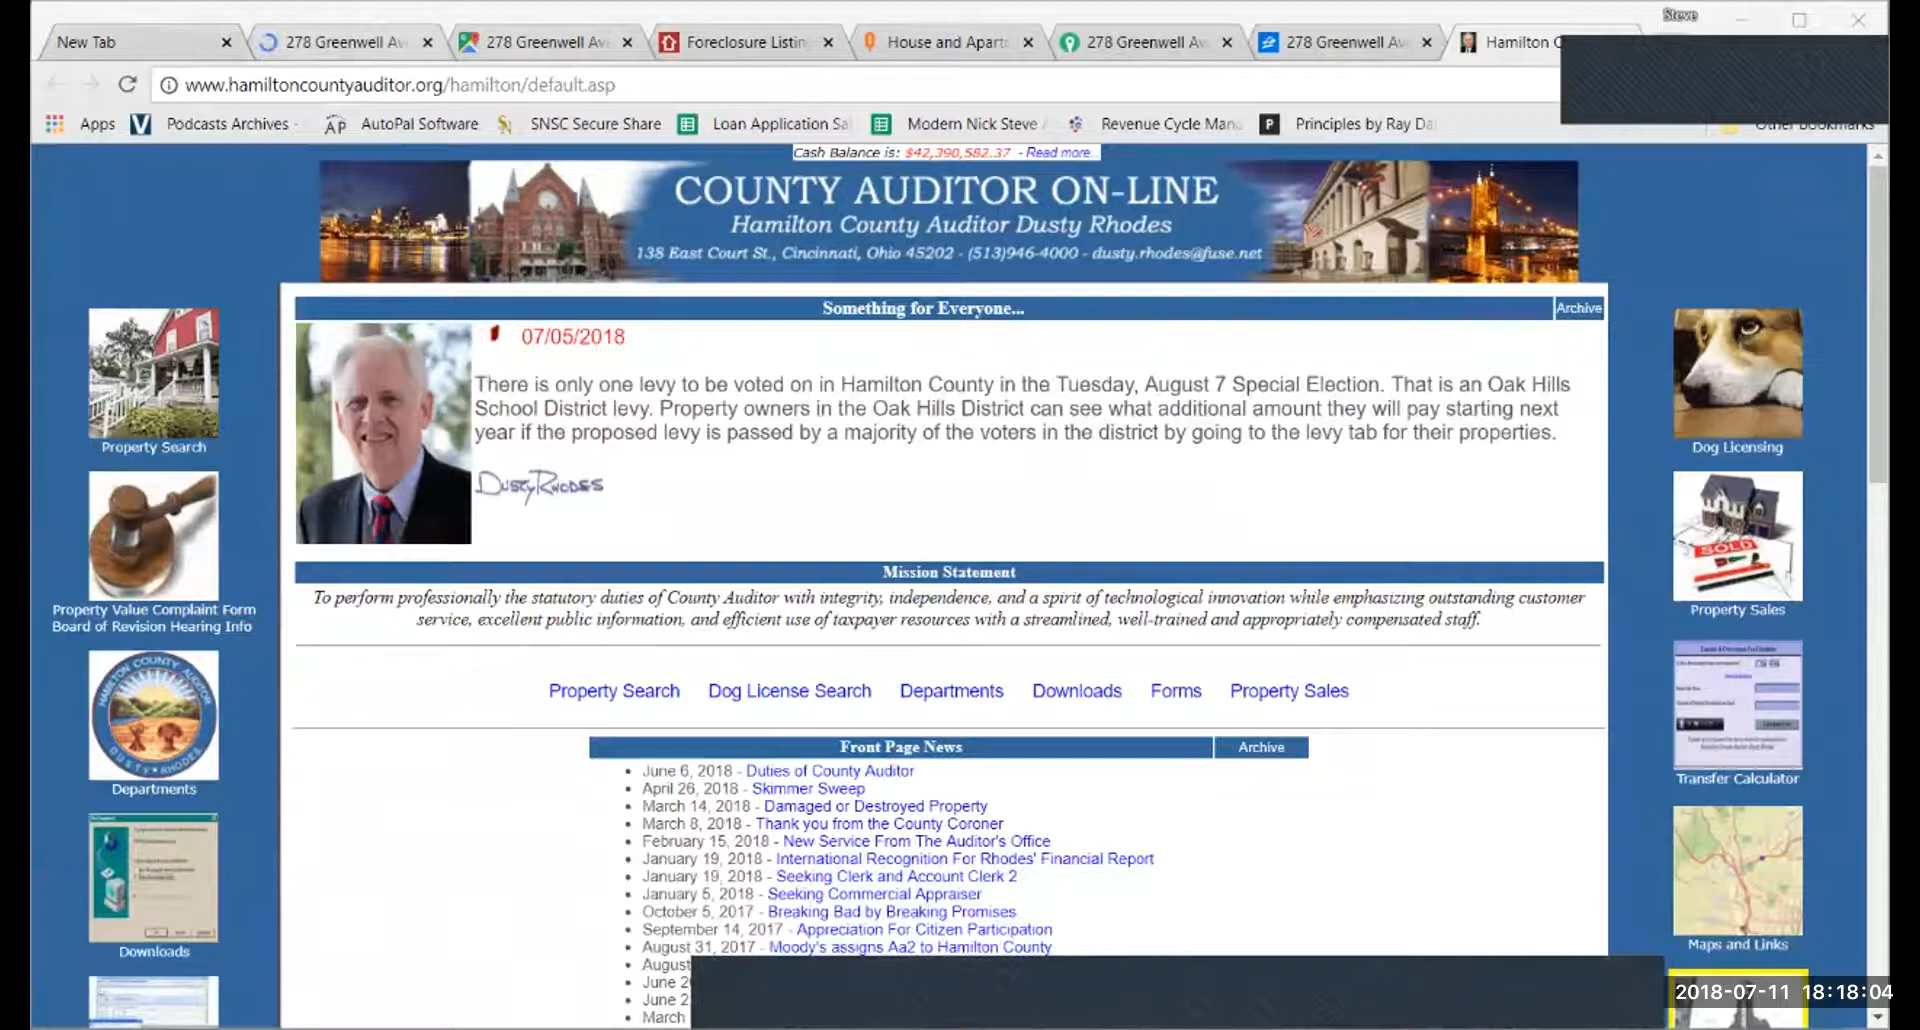 Steve
New Tab
278 Greenwell Av
278 Greenwell Av
Foreclosure Listin
House and Apart
278 Greenwell Av
278 Greenwell Av
Hamilton C
www.hamiltoncountyauditor.org/hamilton/default.asp
Apps
Podcasts Archives -
AutoPal Software
SNSC Secure Share
Loan Application Sa
Modern Nick Steve
Revenue Cycle Man
Principles by Ray Da
Other bookmarks
Cash Balance is: $42,390,582.37 - Read more.
COUNTY AUDITOR ON-LINE
Hamilton County Auditor Dusty Rhodes
138 East Court St., Cincinnati, Ohio 45202 - (513)946-4000 - dusty.rhodes@fuse.net
Something for Everyone...
Archive
07/05/2018
There is only one levy to be voted on in Hamilton County in the Tuesday, August 7 Special Election. That is an Oak Hills
School District levy. Property owners in the Oak Hills District can see what additional amount they will pay starting next
year if the proposed levy is passed by a majority of the voters in the district by going to the levy tab for their properties.
Dusty Rhodes
Property Search
Property Value Complaint Form
Board of Revision Hearing Info
HAMILTON COUNTY AUDITOR
DUSTY RHODES
Departments
Downloads
Mission Statement
To perform professionally the statutory duties of County Auditor with integrity, independence, and a spirit of technological innovation while emphasizing outstanding customer
service, excellent public information, and efficient use of taxpayer resources with a streamlined, well-trained and appropriately compensated staff.
Property Search Dog License Search Departments Downloads Forms Property Sales
Front Page News
Archive
June 6, 2018 - Duties of County Auditor
April 26, 2018 - Skimmer Sweep
March 14, 2018 - Damaged or Destroyed Property
March 8, 2018 - Thank you from the County Coroner
February 15, 2018 - New Service From The Auditor's Office
January 19, 2018 - International Recognition For Rhodes' Financial Report
January 19, 2018 - Seeking Clerk and Account Clerk 2
January 5, 2018 - Seeking Commercial Appraiser
October 5, 2017 - Breaking Bad by Breaking Promises
September 14, 2017 - Appreciation For Citizen Participation
August 31, 2017 - Moody's assigns Aa2 to Hamilton County
August
June 2
June 2
March
Dog Licensing
SOLD
Property Sales
Transfer Calculator
Maps and Links
2018-07-11 18:18:04